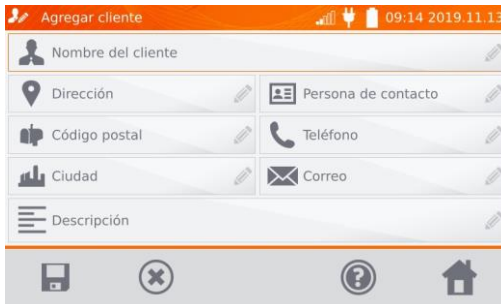 Agregar cliente 09:14 2019.11.13
Nombre del cliente
Dirección Persona de contacto
Código postal Teléfono
Ciudad Correo
Descripción